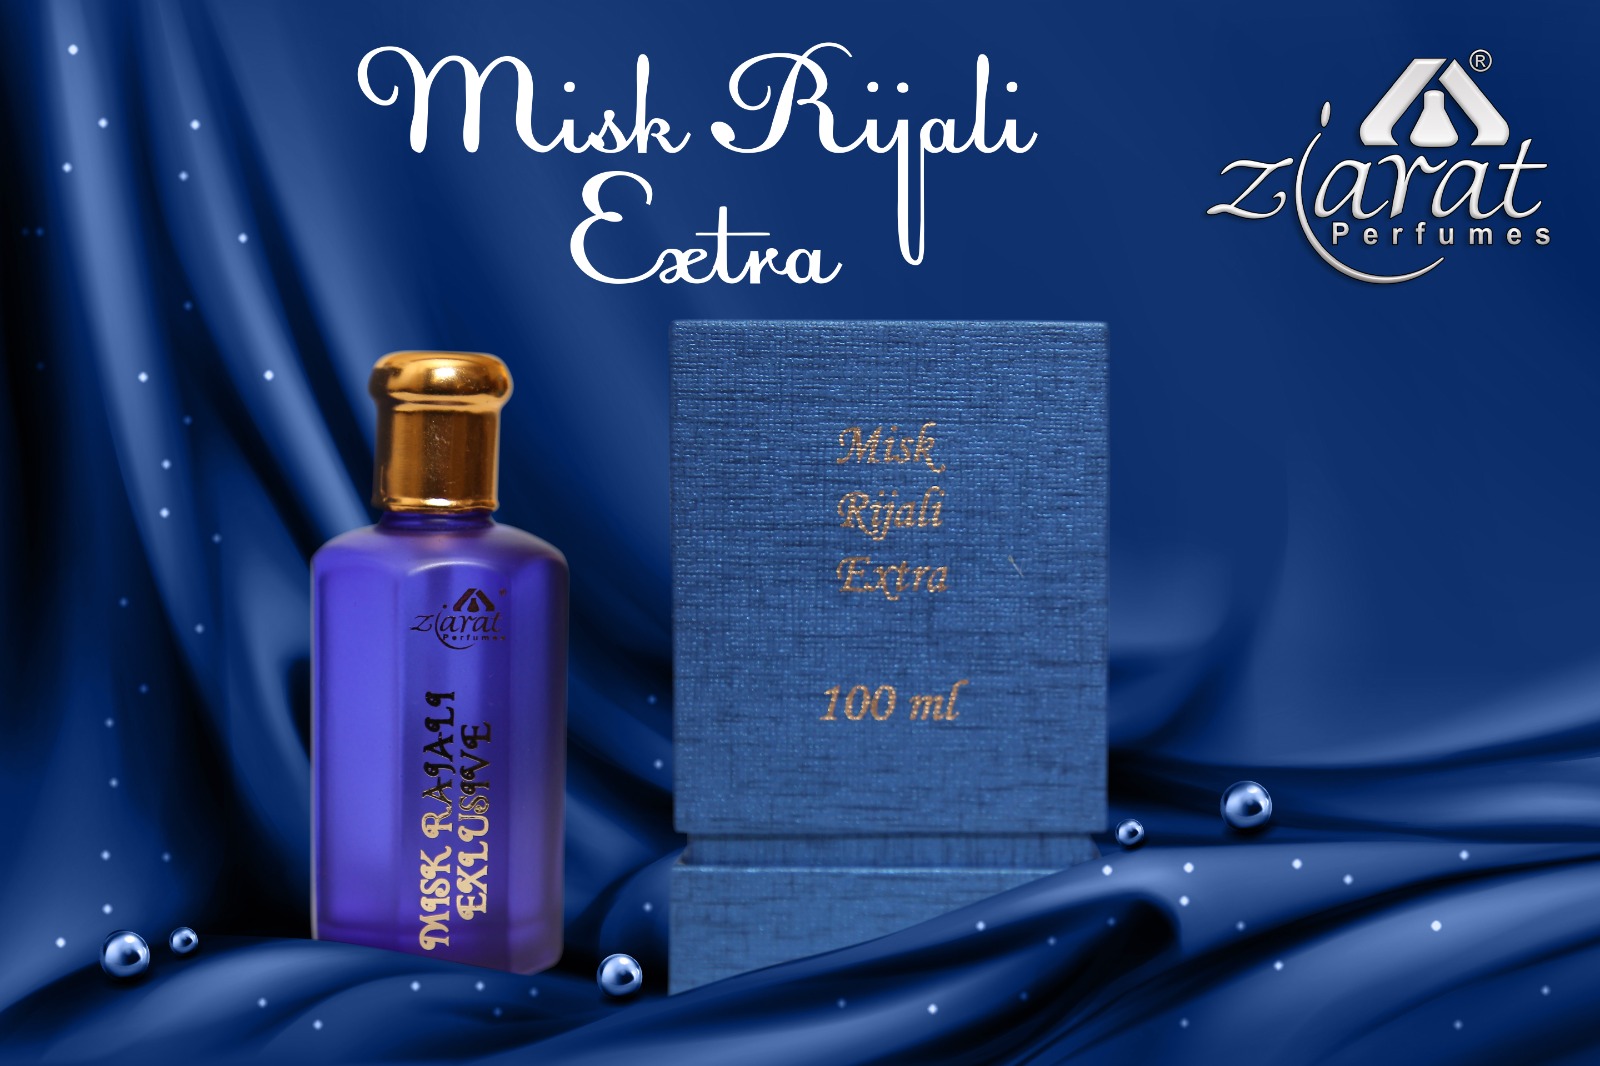 Misk Rijali
Extra
®
ziarat
Perfumes
Misk
Rijali
Extra
100 ml
ziarat
Perfumes
MISK RAJALI
EXLUSIVE